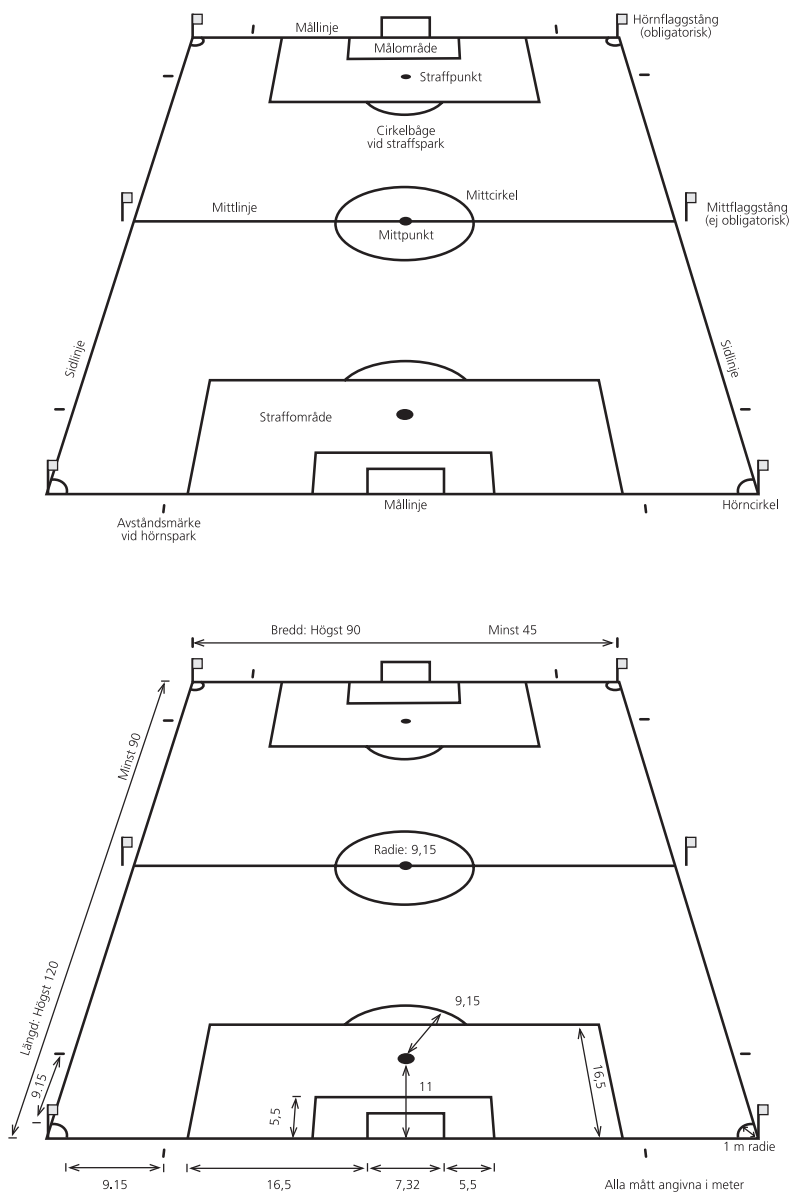 Mållinje
Hörnflaggstång
(obligatorisk)
Målområde
Straffpunkt
Cirkelbåge
vid straffspark
Mittcirkel
Mittlinje
Mittflaggstång
(ej obligatorisk)
Mittpunkt
Sidlinje
Sidlinje
Straffområde
Mållinje
Hörncirkel
Avståndsmärke
vid hörnspark
Bredd: Högst 90
Minst 45
Minst 90
Radie: 9,15
Längd: Högst 120
9,15
9.15
11
16,5
5,5
1 m radie
9.15
16,5
7,32
5,5
Alla mått angivna i meter